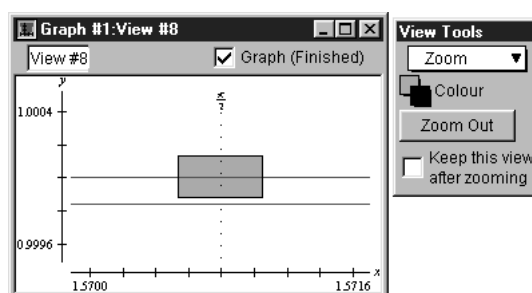 Graph #1:View #8
View #8
Graph (Finished)
y
1.0004
π
2
0.9996
x
1.5700
1.5716
View Tools
Zoom
Colour
Zoom Out
Keep this view
after zooming